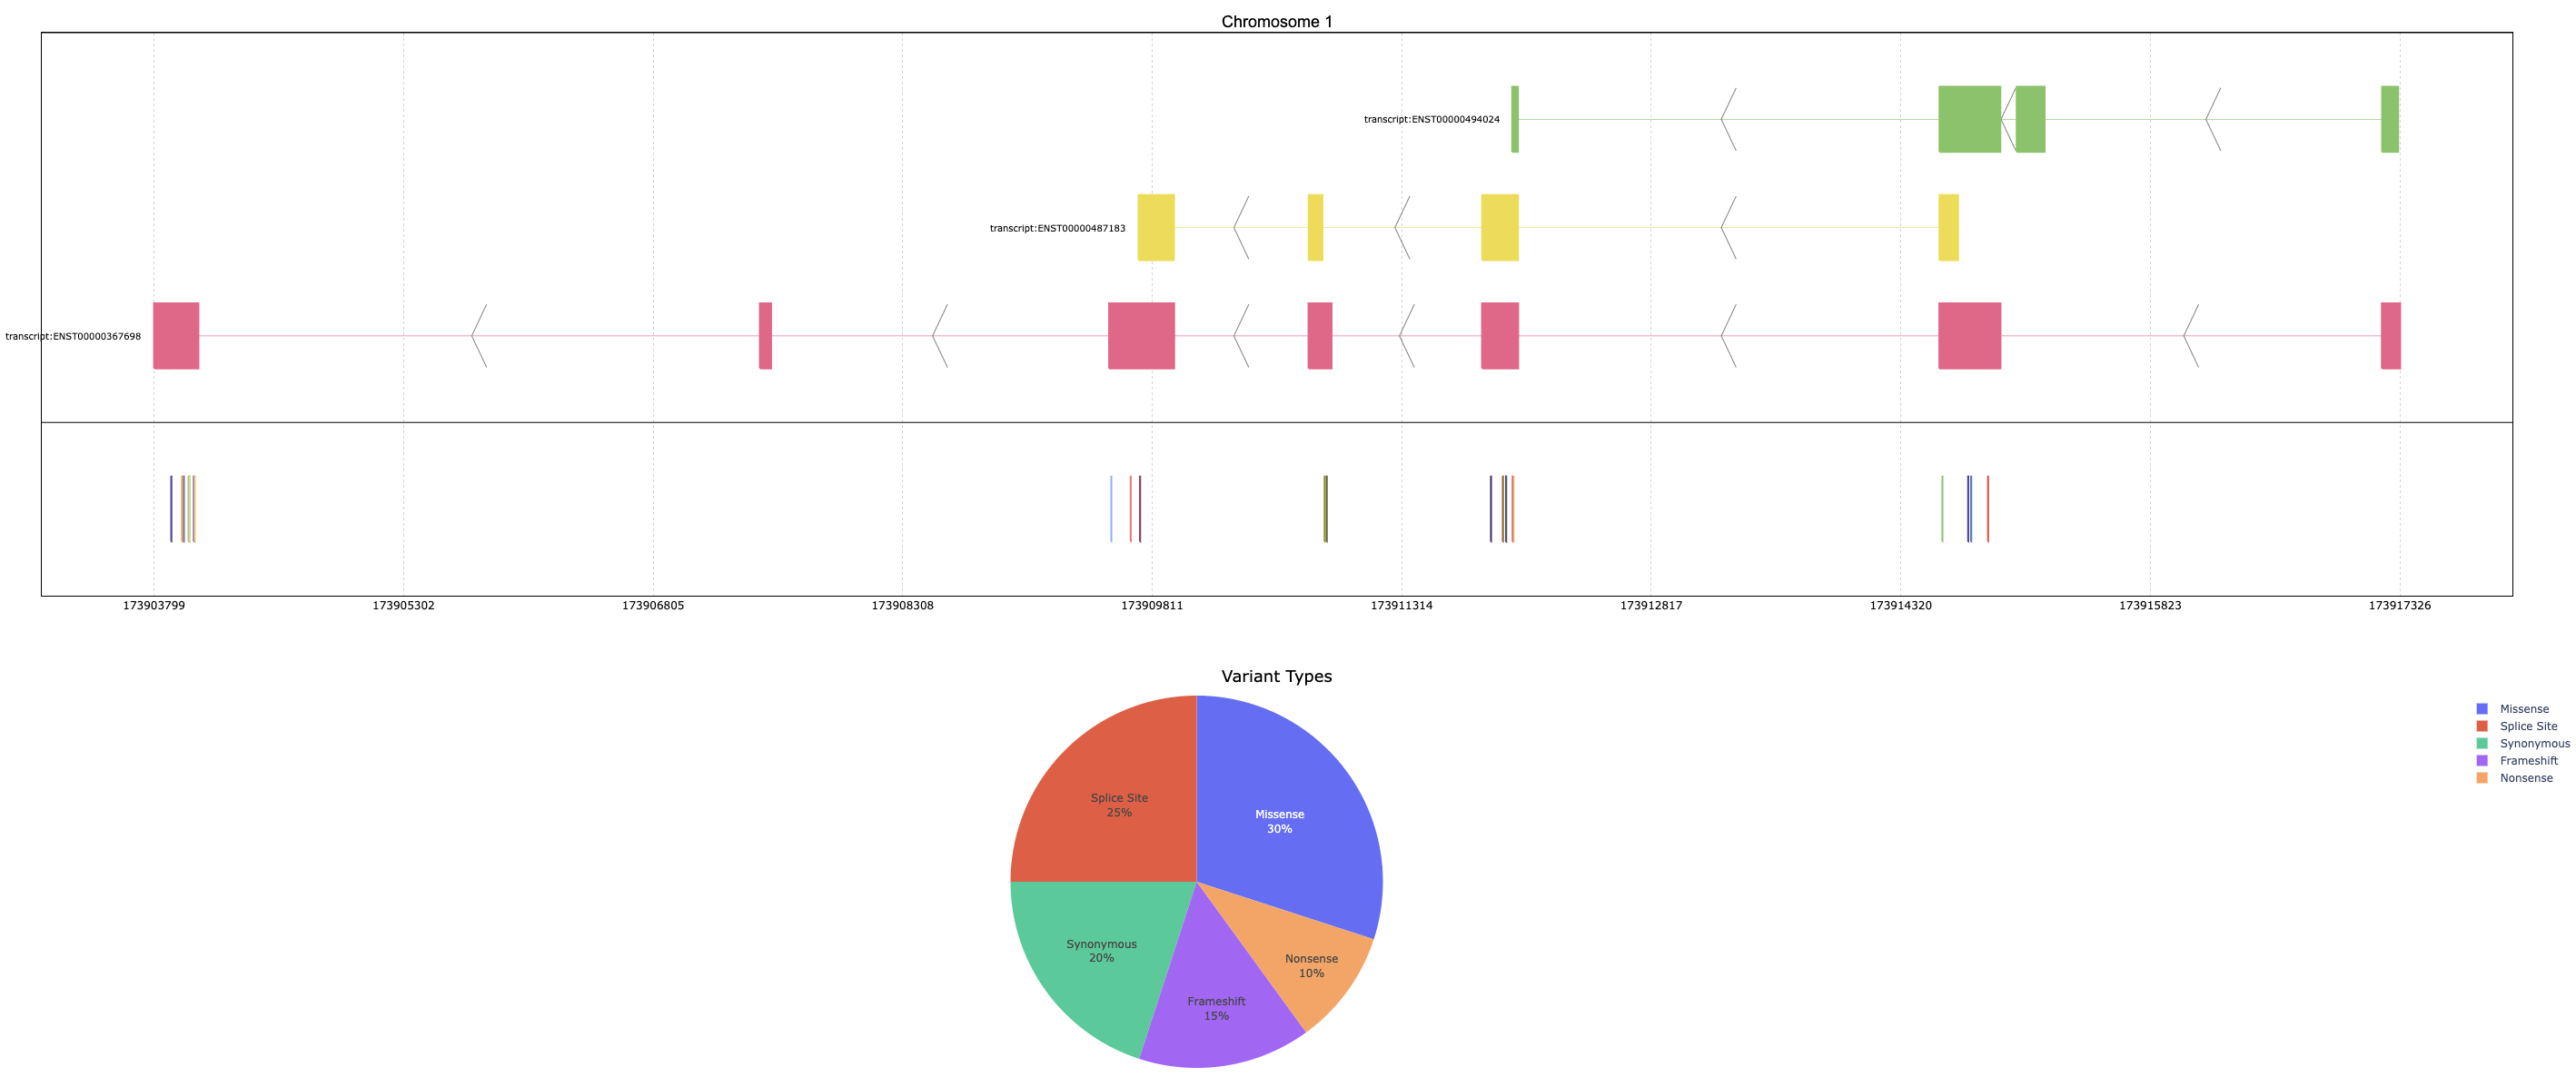 Chromosome 1
transcript:ENST00000494024
transcript:ENST00000487183
transcript:ENST00000367698
173903799
173905302
173906805
173908308
173909811
173911314
173912817
173914320
173915823
173917326
Variant Types
Missense
30%
Splice Site
25%
Synonymous
20%
Frameshift
15%
Nonsense
10%
Missense
Splice Site
Synonymous
Frameshift
Nonsense